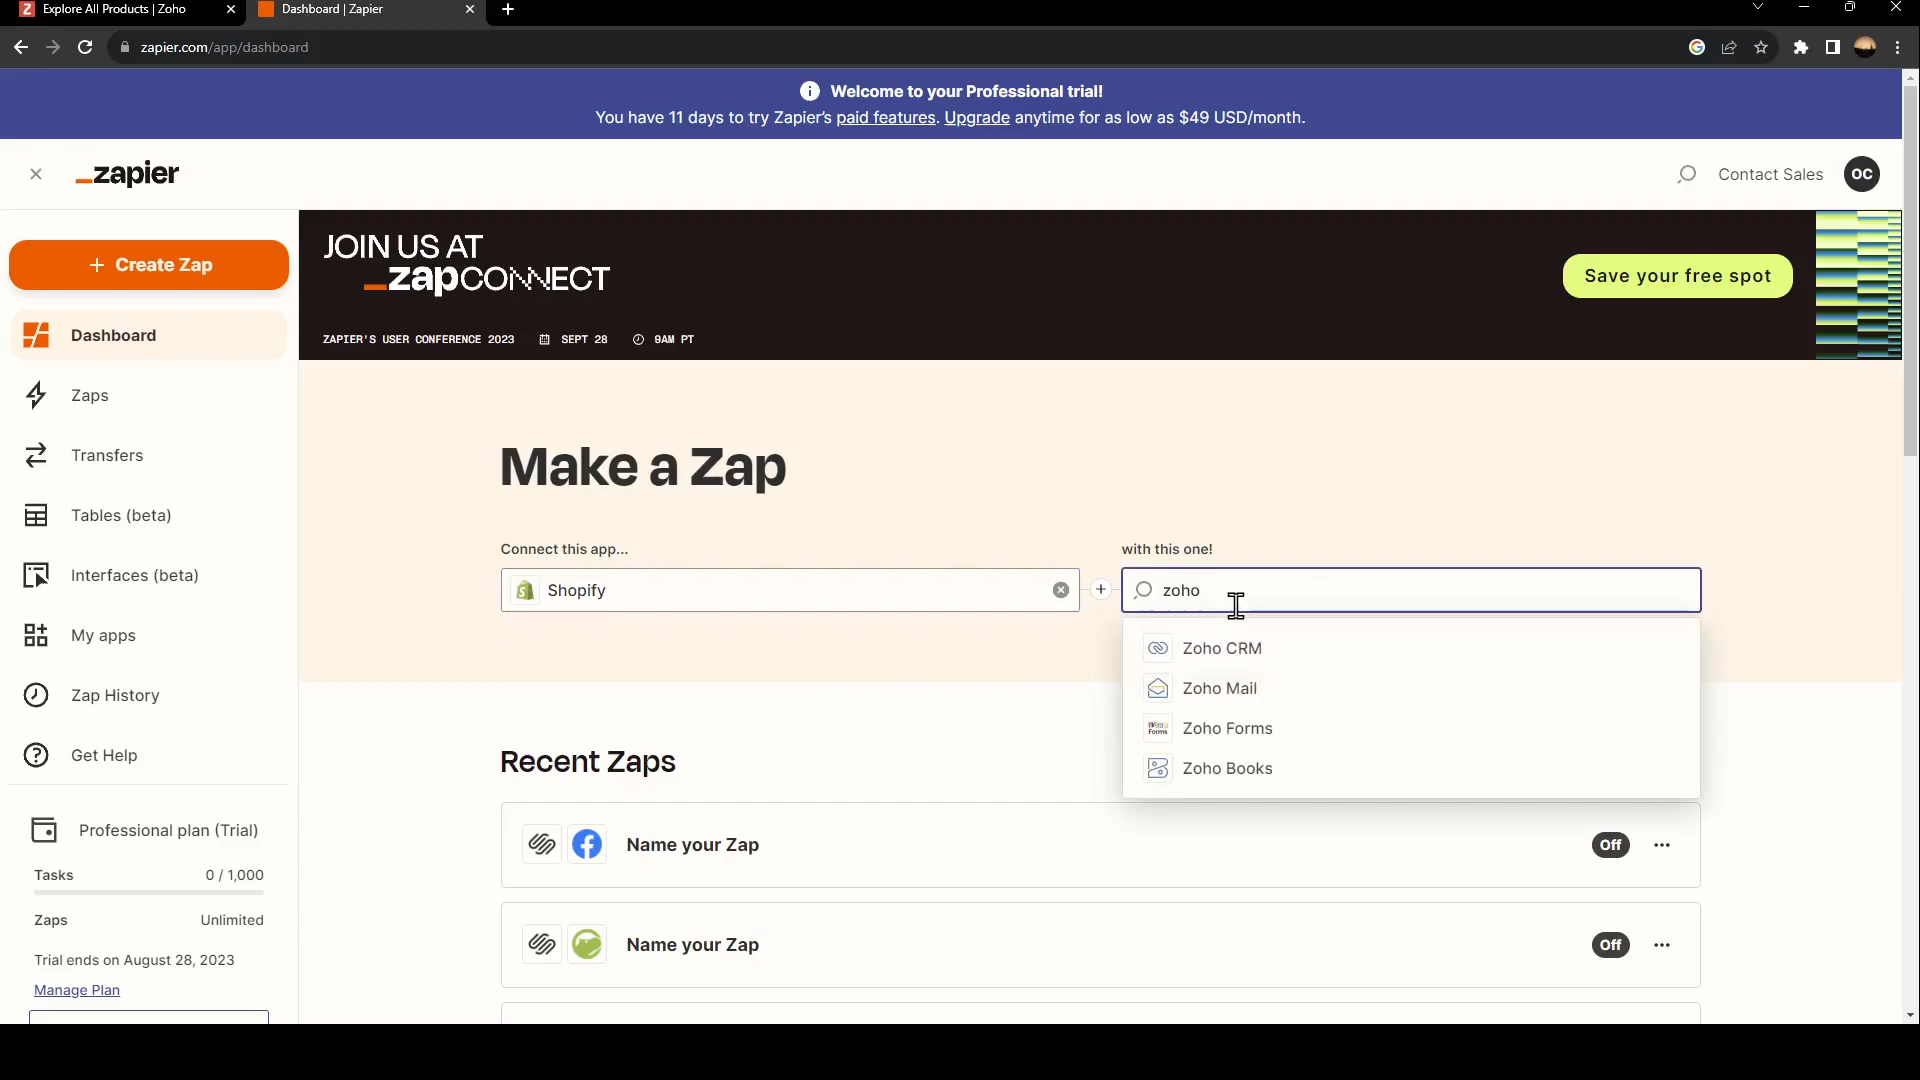 Explore All Products | Zoho
Dashboard | Zapier
zapier.com/app/dashboard
Welcome to your Professional trial!
You have 11 days to try Zapier's paid features. Upgrade anytime for as low as $49 USD/month.
zapier
Contact Sales
OC
+ Create Zap
JOIN US AT
zapCONNECT
Save your free spot
ZAPIER'S USER CONFERENCE 2023 SEPT 28 9AM PT
Dashboard
Zaps
Transfers
Tables (beta)
Interfaces (beta)
My apps
Zap History
Get Help
Professional plan (Trial)
Tasks 0 / 1,000
Zaps Unlimited
Trial ends on August 28, 2023
Manage Plan
Make a Zap
Connect this app...
with this one!
Shopify
zoho
Zoho CRM
Zoho Mail
Zoho Forms
Zoho Books
Recent Zaps
Name your Zap Off
Name your Zap Off